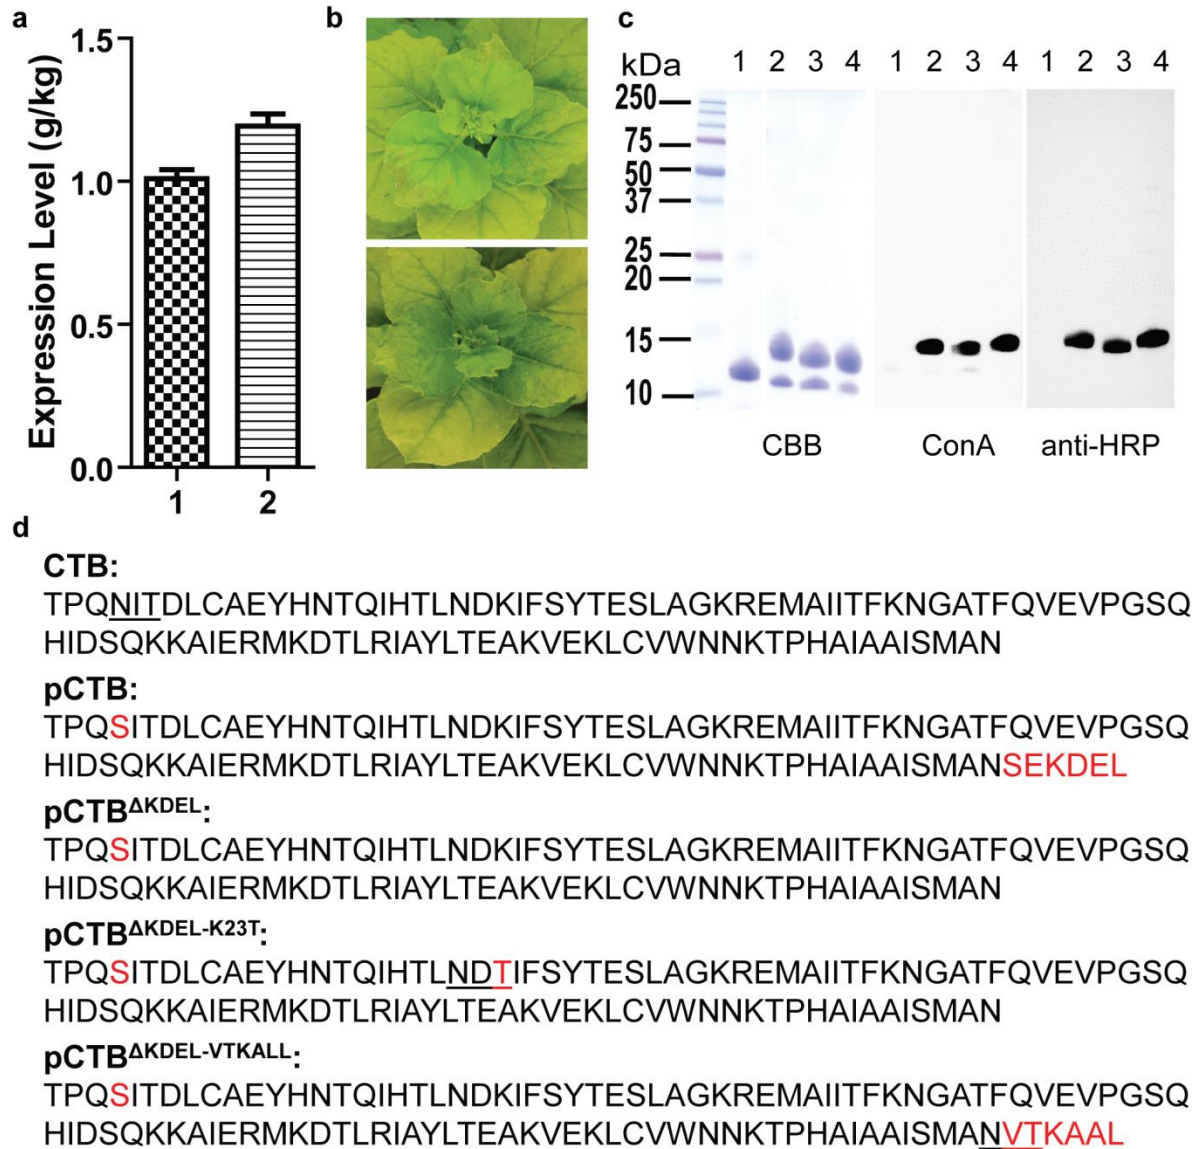 a
b
c
Expression Level (g/kg)
1.5
1.0
0.5
0.0
1 2
kDa
1 2 3 4 1 2 3 4 1 2 3 4
250
75
50
37
25
20
15
10
CBB ConA anti-HRP
d
CTB:
TPQNITDLCAEYHNTQIHTLNDKIFSYTESLAGKREMAIITFKNGATFQVEVPGSQ
HIDSQKKAIERMKDTLRIAYLTEAKVEKLCVWNNKTPHAIAAISMAN
pCTB:
TPQSITDLCAEYHNTQIHTLNDKIFSYTESLAGKREMAIITFKNGATFQVEVPGSQ
HIDSQKKAIERMKDTLRIAYLTEAKVEKLCVWNNKTPHAIAAISMANSEKDEL
pCTBΔKDEL:
TPQSITDLCAEYHNTQIHTLNDKIFSYTESLAGKREMAIITFKNGATFQVEVPGSQ
HIDSQKKAIERMKDTLRIAYLTEAKVEKLCVWNNKTPHAIAAISMAN
pCTBΔKDEL-K23T:
TPQSITDLCAEYHNTQIHTLNDTIFSYTESLAGKREMAIITFKNGATFQVEVPGSQ
HIDSQKKAIERMKDTLRIAYLTEAKVEKLCVWNNKTPHAIAAISMAN
pCTBΔKDEL-VTKALL:
TPQSITDLCAEYHNTQIHTLNDKIFSYTESLAGKREMAIITFKNGATFQVEVPGSQ
HIDSQKKAIERMKDTLRIAYLTEAKVEKLCVWNNKTPHAIAAISMANVTKAAL